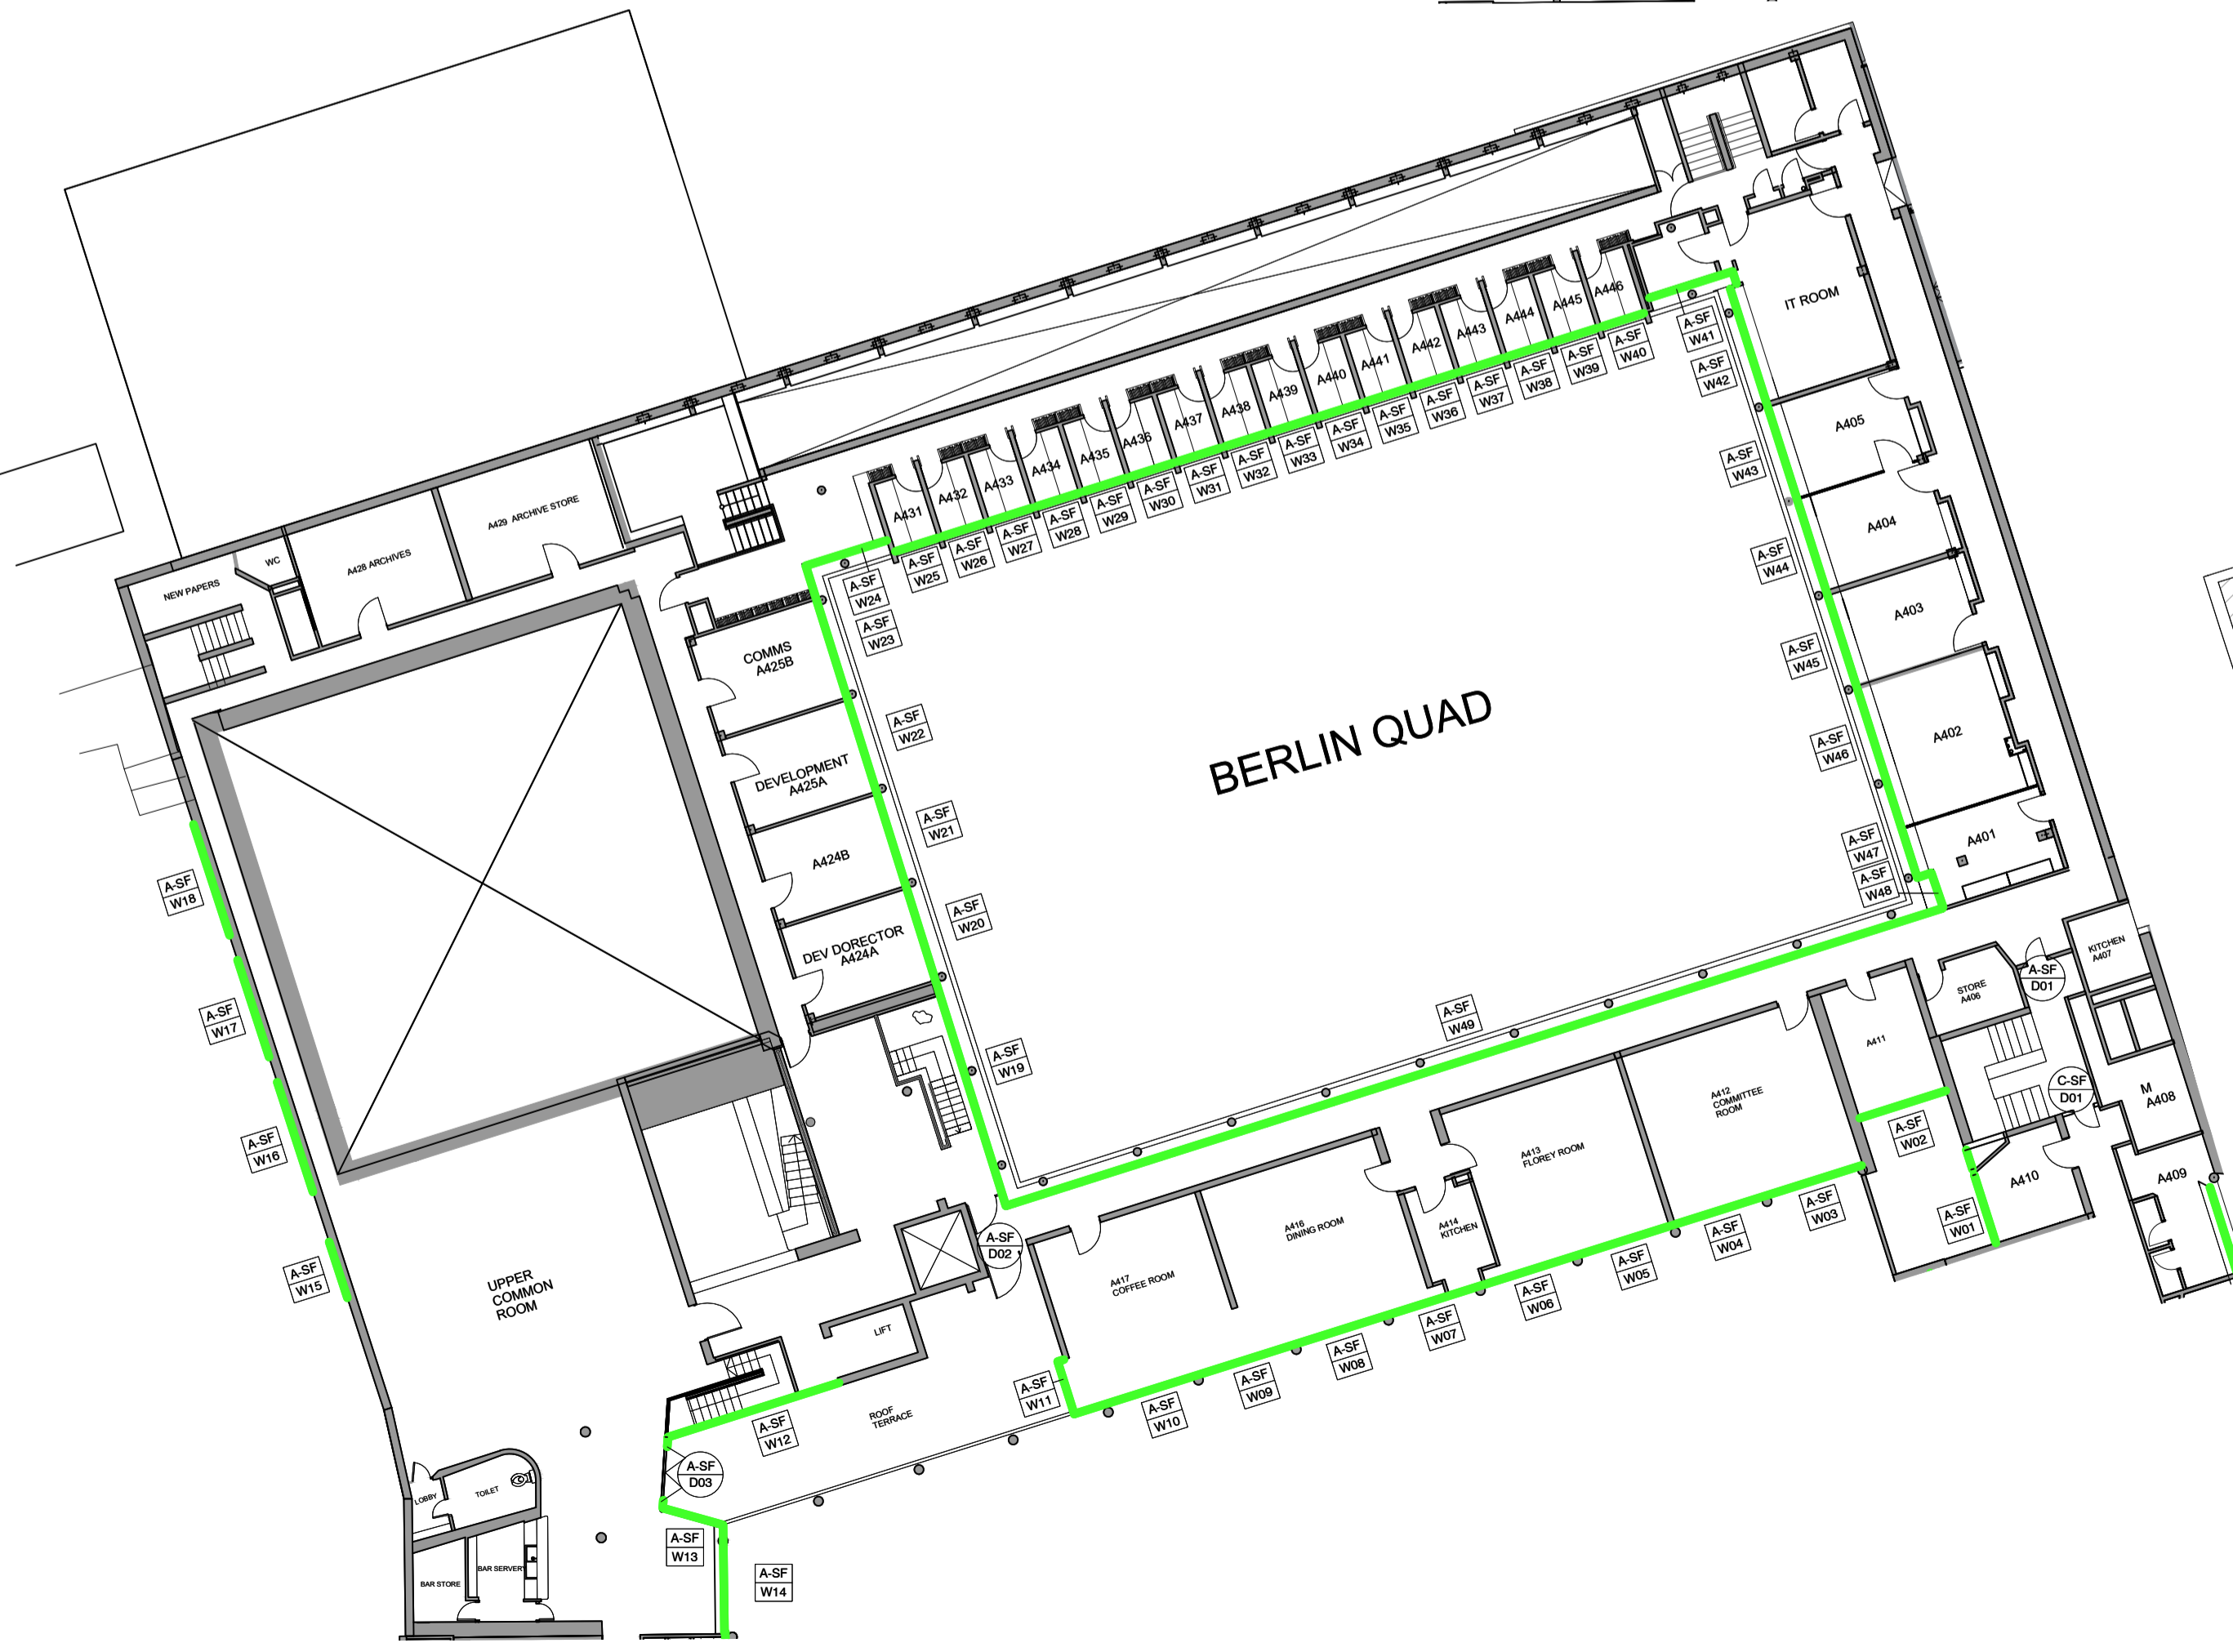 IT ROOM
A446
A445
A444
A443
A442
A441
A440
A439
A438
A437
A436
A435
A434
A433
A432
A431
A-SF
W41
A-SF
W42
A-SF
W40
A-SF
W39
A-SF
W38
A-SF
W37
A-SF
W36
A-SF
W35
A-SF
W34
A-SF
W33
A-SF
W32
A-SF
W31
A-SF
W30
A-SF
W29
A-SF
W28
A-SF
W27
A-SF
W26
A-SF
W25
A-SF
W24
A-SF
W23
A429 ARCHIVE STORE
A428 ARCHIVES
WC
NEW PAPERS
A405
A-SF
W43
A404
A-SF
W44
A403
A-SF
W45
A402
A-SF
W46
A401
A-SF
W47
A-SF
W48
COMMS
A425B
A-SF
W22
DEVELOPMENT
A425A
A-SF
W21
A424B
A-SF
W20
DEV DORECTOR
A424A
A-SF
W19
BERLIN QUAD
A-SF
W18
A-SF
W17
A-SF
W16
A-SF
W15
A-SF
W49
KITCHEN
A407
STORE
A406
A-SF
D01
A411
C-SF
D01
M
A408
A409
A410
A-SF
W02
A-SF
W01
A412
COMMITTEE
ROOM
A413
FLOREY ROOM
A414
KITCHEN
A416
DINING ROOM
A417
COFFEE ROOM
A-SF
W03
A-SF
W04
A-SF
W05
A-SF
W06
A-SF
W07
A-SF
W08
A-SF
W09
A-SF
W10
A-SF
W11
A-SF
D02
UPPER
COMMON
ROOM
LIFT
ROOF
TERRACE
A-SF
W12
A-SF
D03
A-SF
W13
A-SF
W14
LOBBY
TOILET
BAR STORE
BAR SERVERY